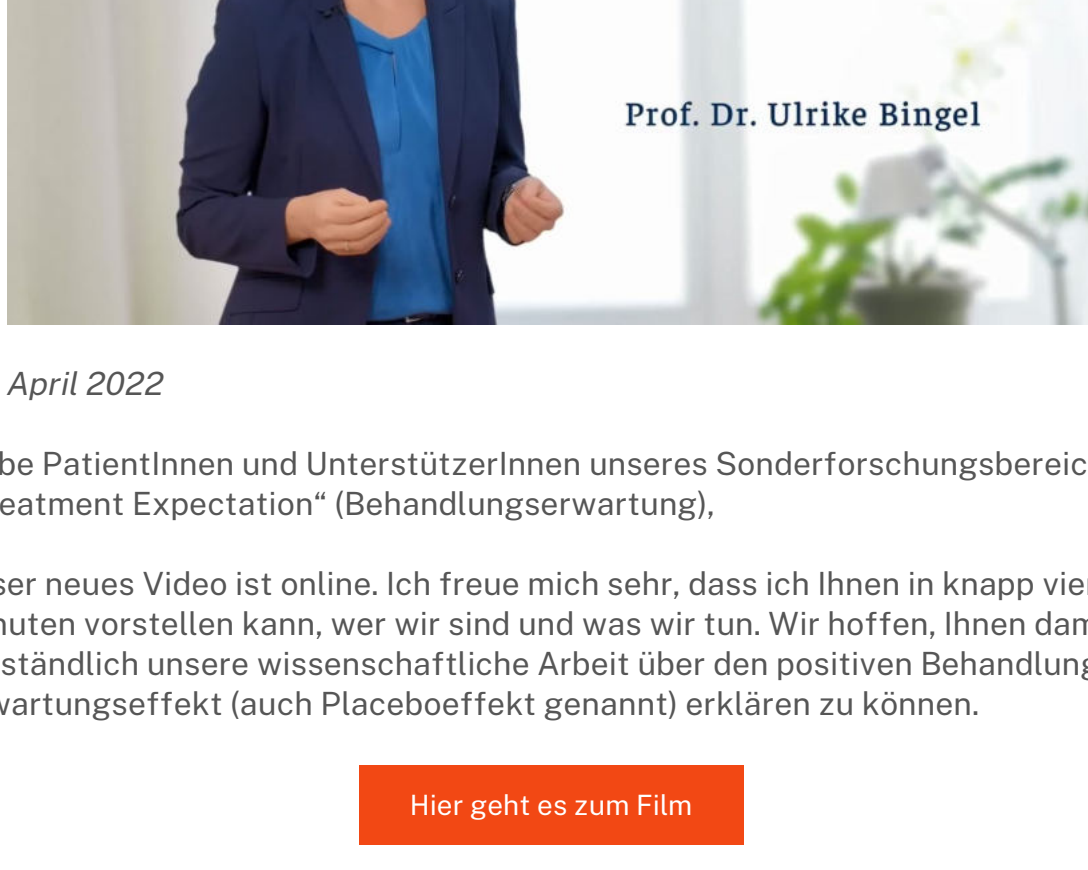 Prof. Dr. Ulrike Bingel
April 2022
be PatientInnen und UnterstützerInnen unseres Sonderforschungsbereic
eatment Expectation“ (Behandlungserwartung),
ser neues Video ist online. Ich freue mich sehr, dass ich Ihnen in knapp vier
nuten vorstellen kann, wer wir sind und was wir tun. Wir hoffen, Ihnen dam
ständlich unsere wissenschaftliche Arbeit über den positiven Behandlung
wartungseffekt (auch Placeboeffekt genannt) erklären zu können.
Hier geht es zum Film